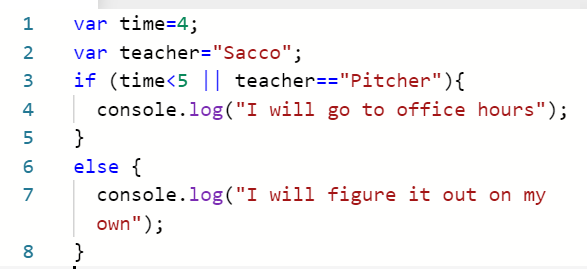 1 var time=4;
2 var teacher="Sacco";
3 if (time<5 || teacher=="Pitcher"){
4 console.log("I will go to office hours");
5 }
6 else {
7 console.log("I will figure it out on my
own");
8 }